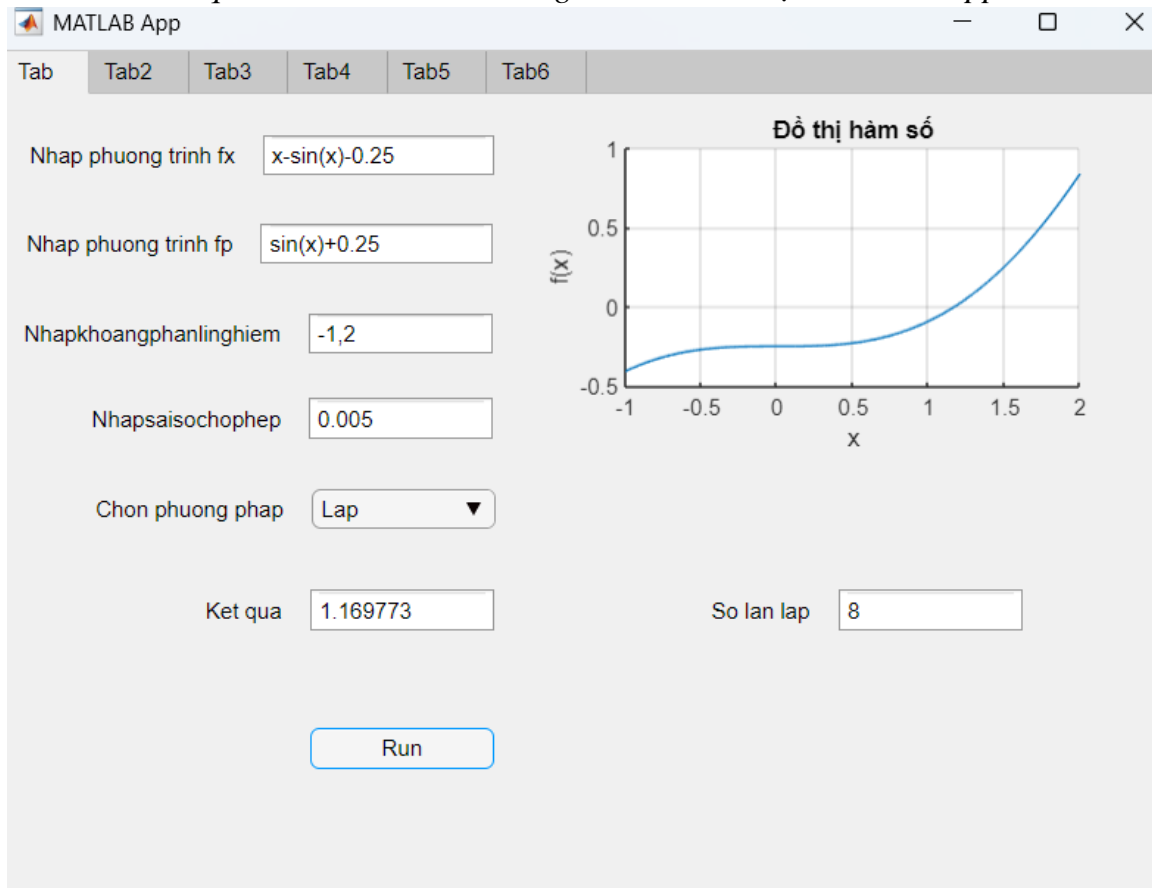 MATLAB App
Tab Tab2 Tab3 Tab4 Tab5 Tab6
Nhap phuong trinh fx x-sin(x)-0.25
Nhap phuong trinh fp sin(x)+0.25
Nhapkhoangphanlinghiem -1,2
Nhapsaisochophep 0.005
Chon phuong phap Lap
Ket qua 1.169773
So lan lap 8
Run
Đồ thị hàm số
f(x)
1
0.5
0
-0.5
-1 -0.5 0 0.5 1 1.5 2
x